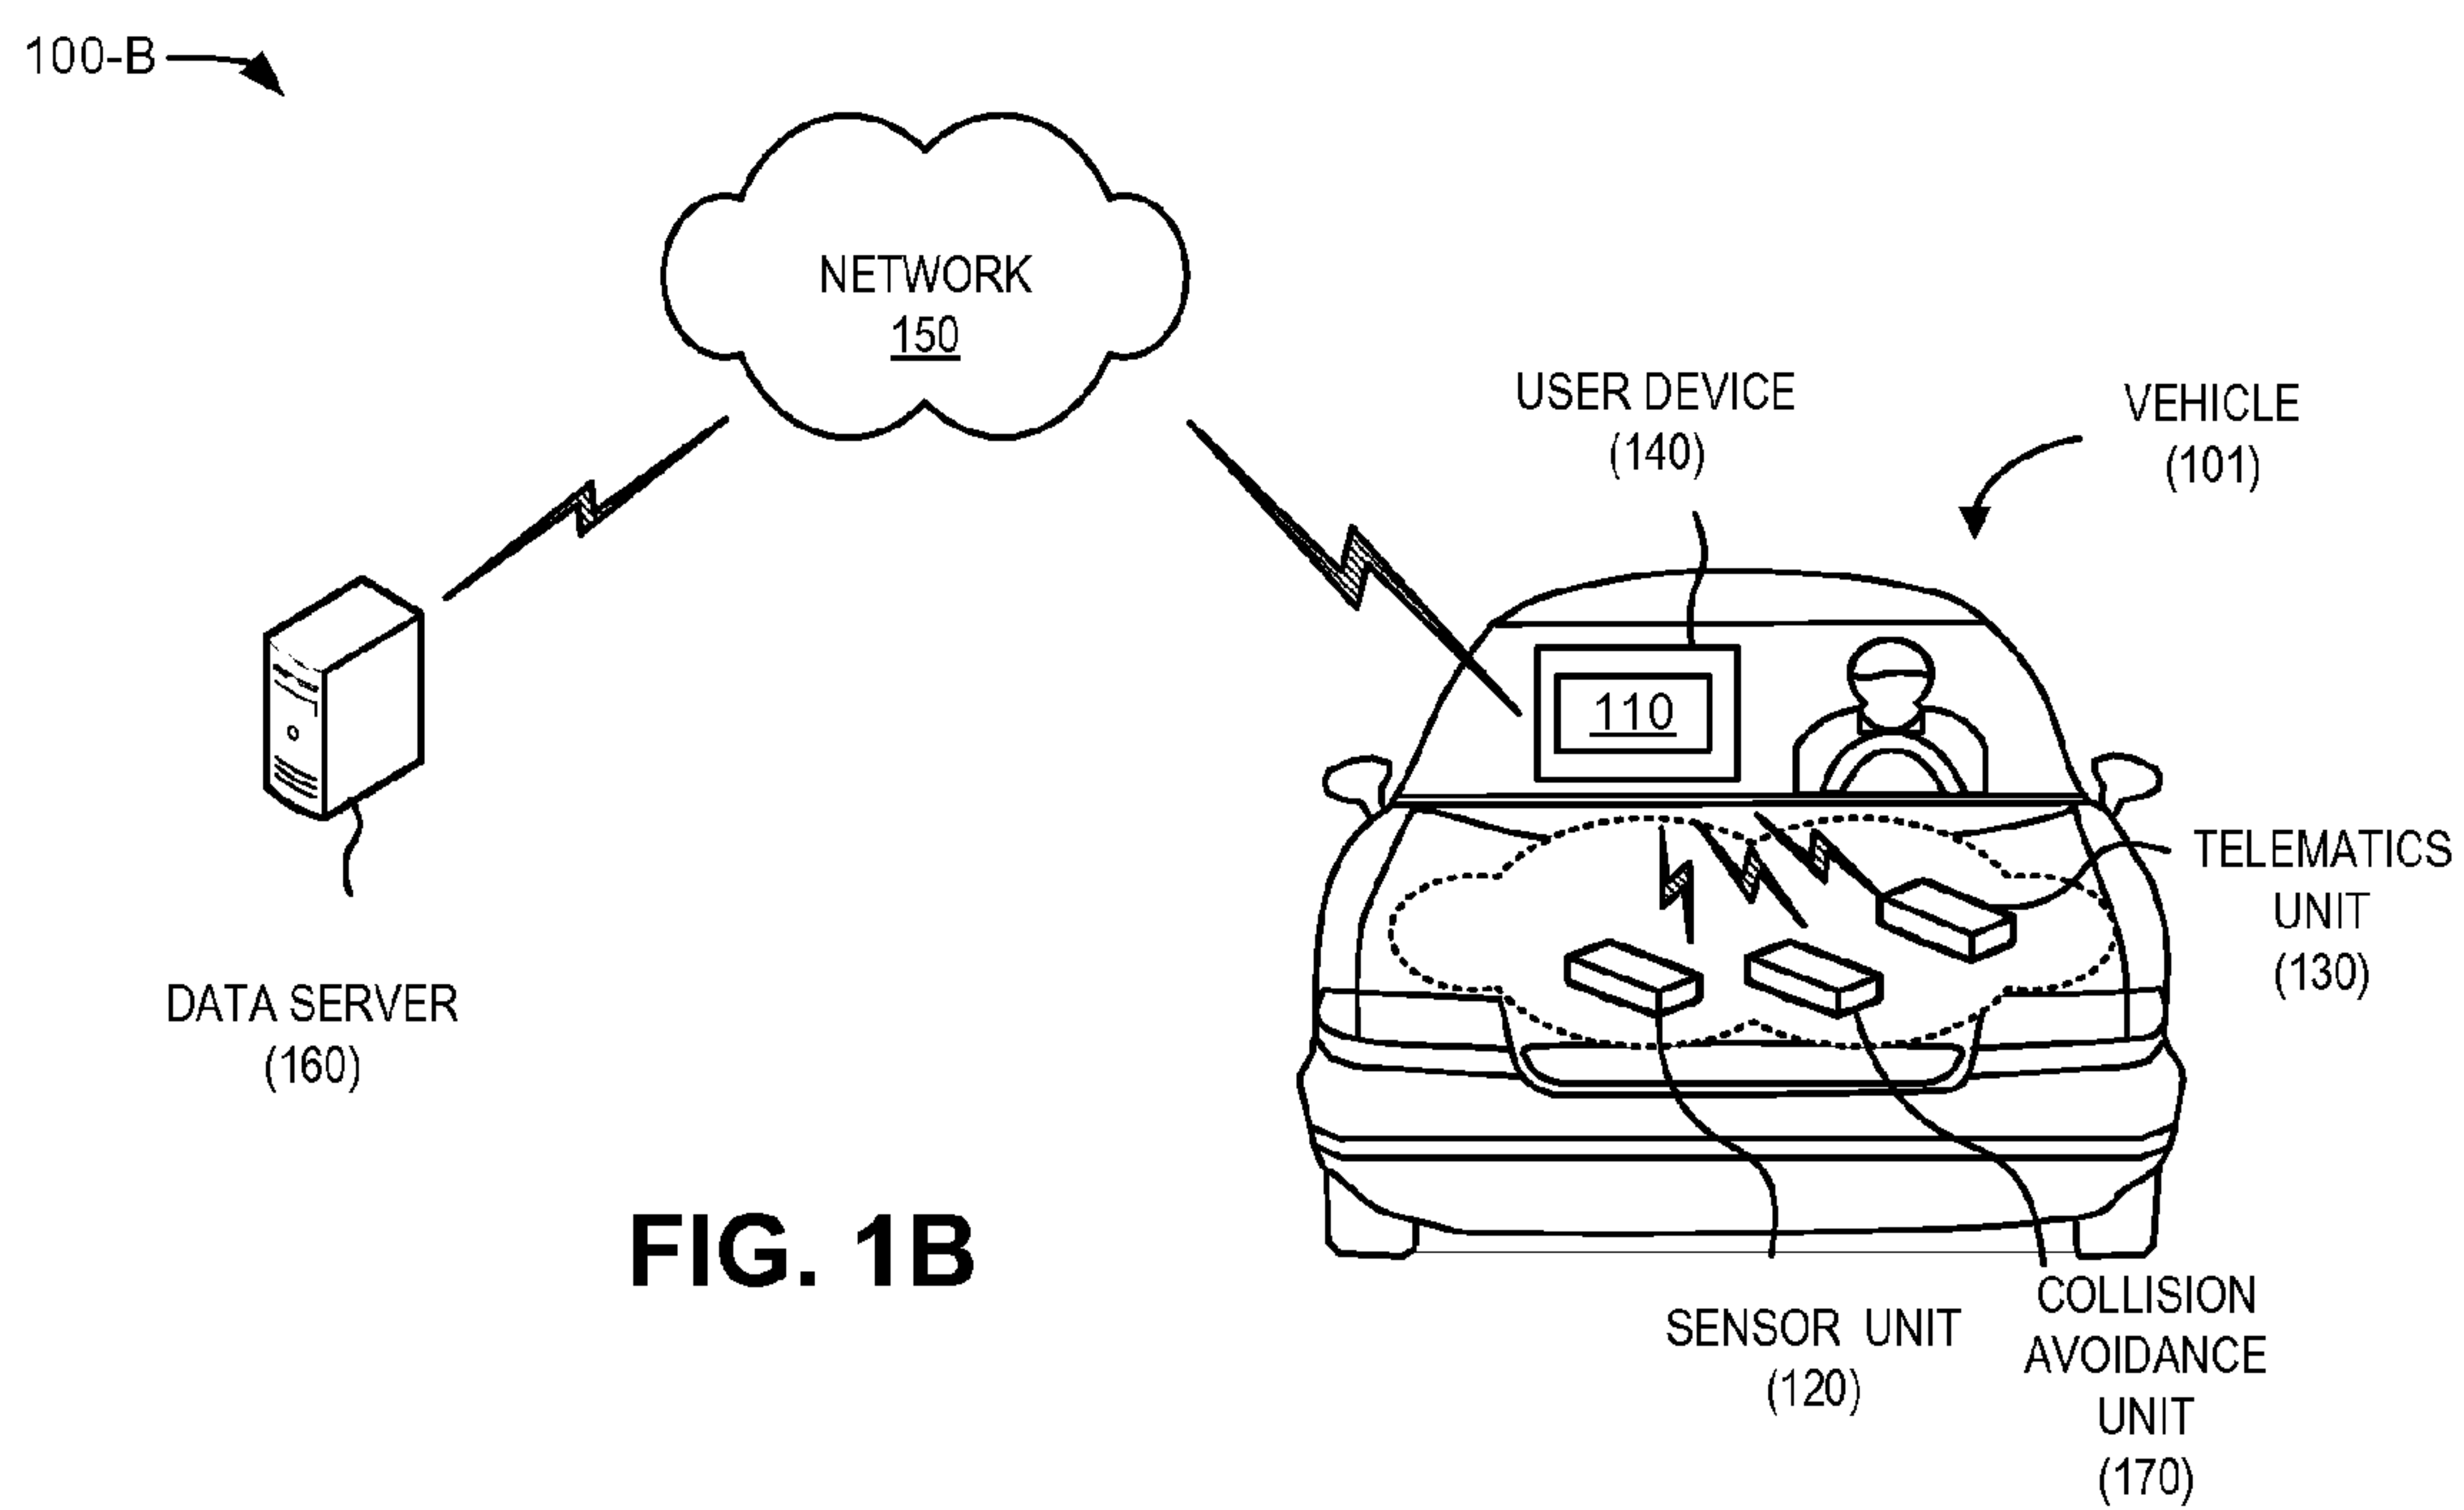 100-B
NETWORK
150
USER DEVICE
(140)
VEHICLE
(101)
110
TELEMATICS
UNIT
(130)
DATA SERVER
(160)
FIG. 1B
SENSOR UNIT
(120)
COLLISION
AVOIDANCE
UNIT
(170)